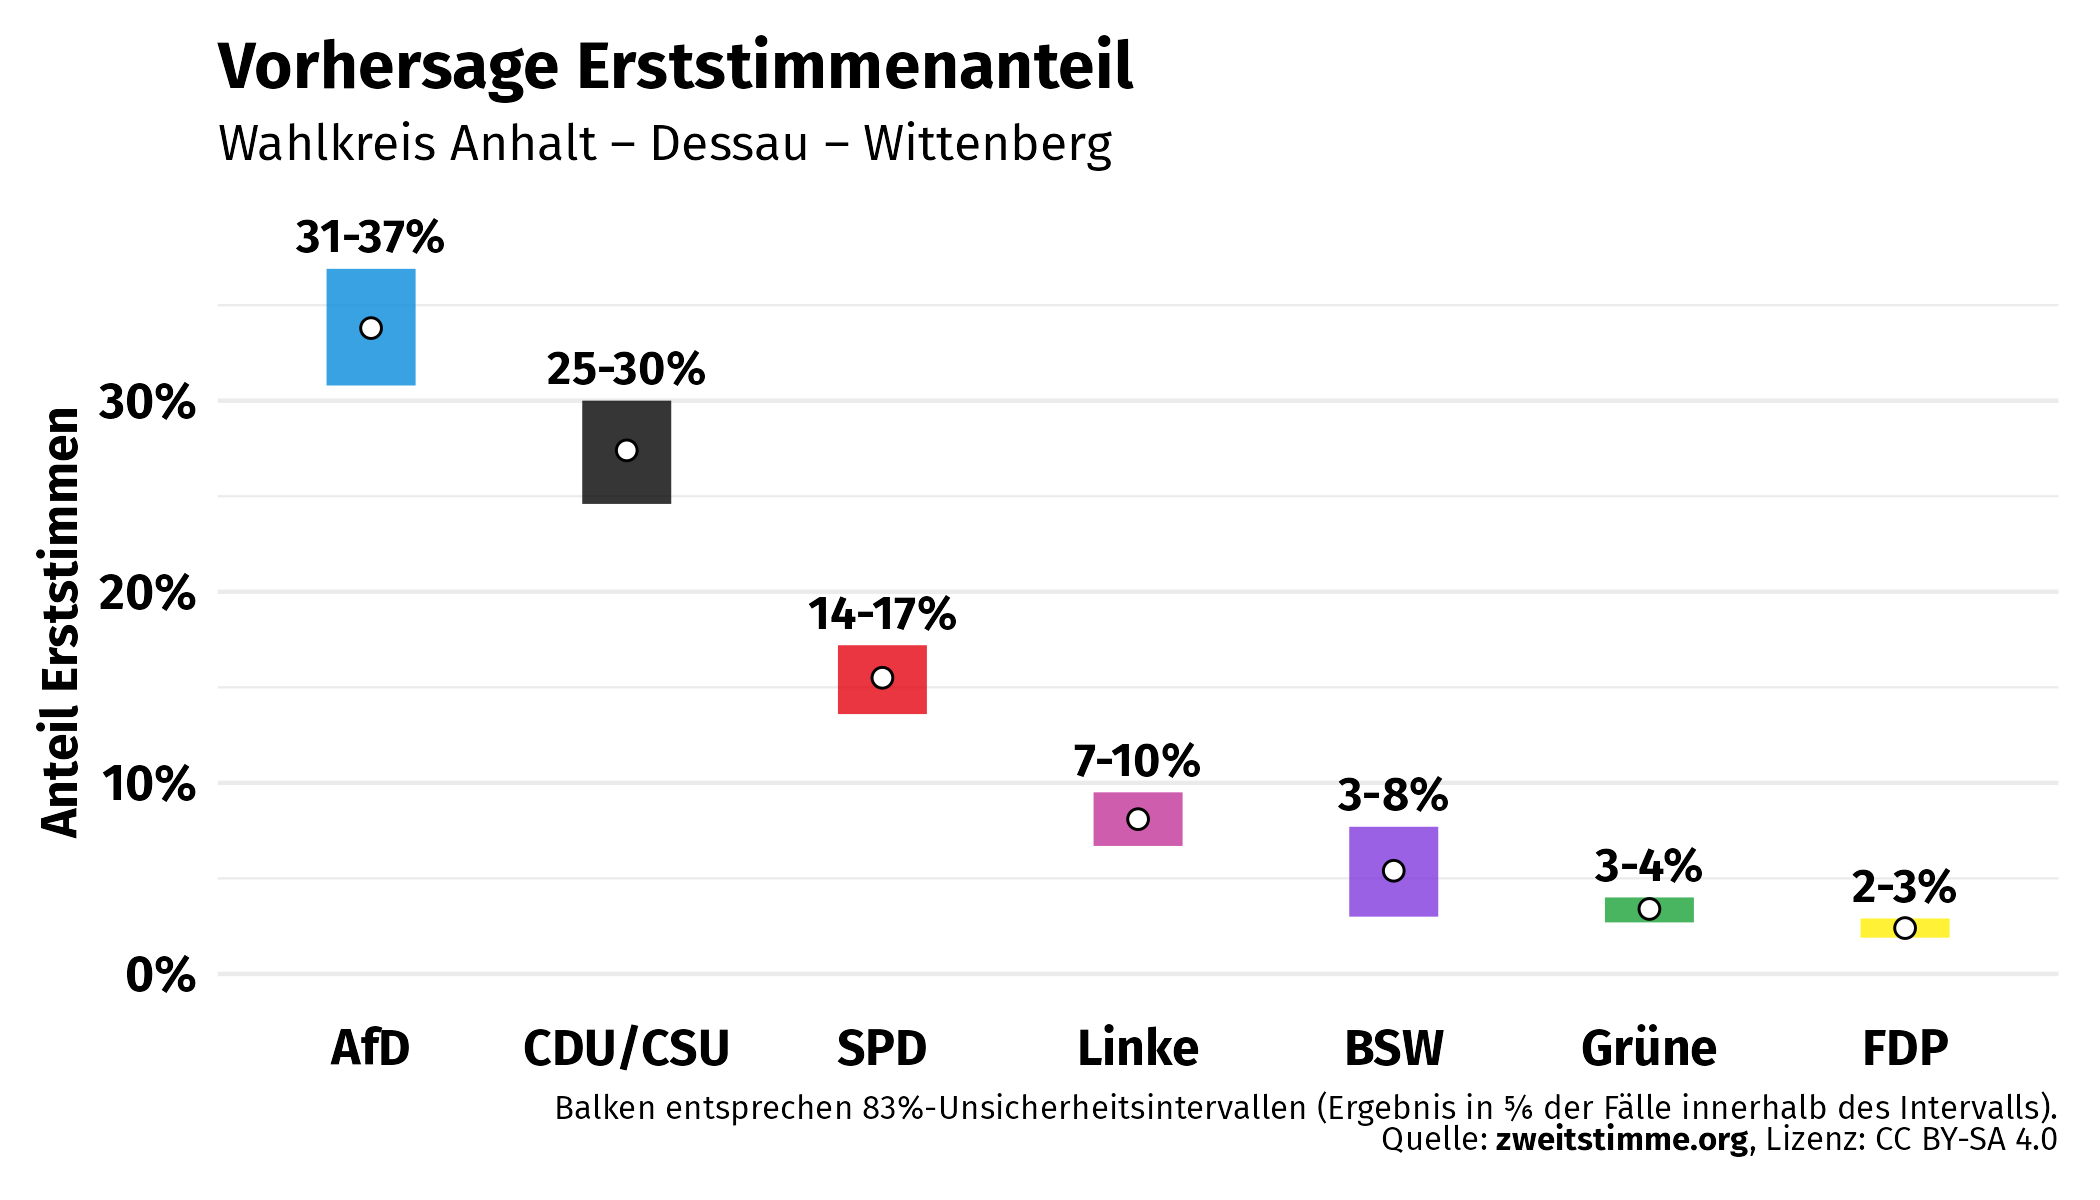 Vorhersage Erststimmenanteil
Wahlkreis Anhalt – Dessau – Wittenberg
31-37%
25-30%
30%
20%
14-17%
7-10%
10%
3-8%
3-4%
2-3%
0%
Anteil Erststimmen
AfD CDU/CSU SPD Linke BSW Grüne FDP
Balken entsprechen 83%-Unsicherheitsintervallen (Ergebnis in ⅚ der Fälle innerhalb des Intervalls).
Quelle: zweitstimme.org, Lizenz: CC BY-SA 4.0